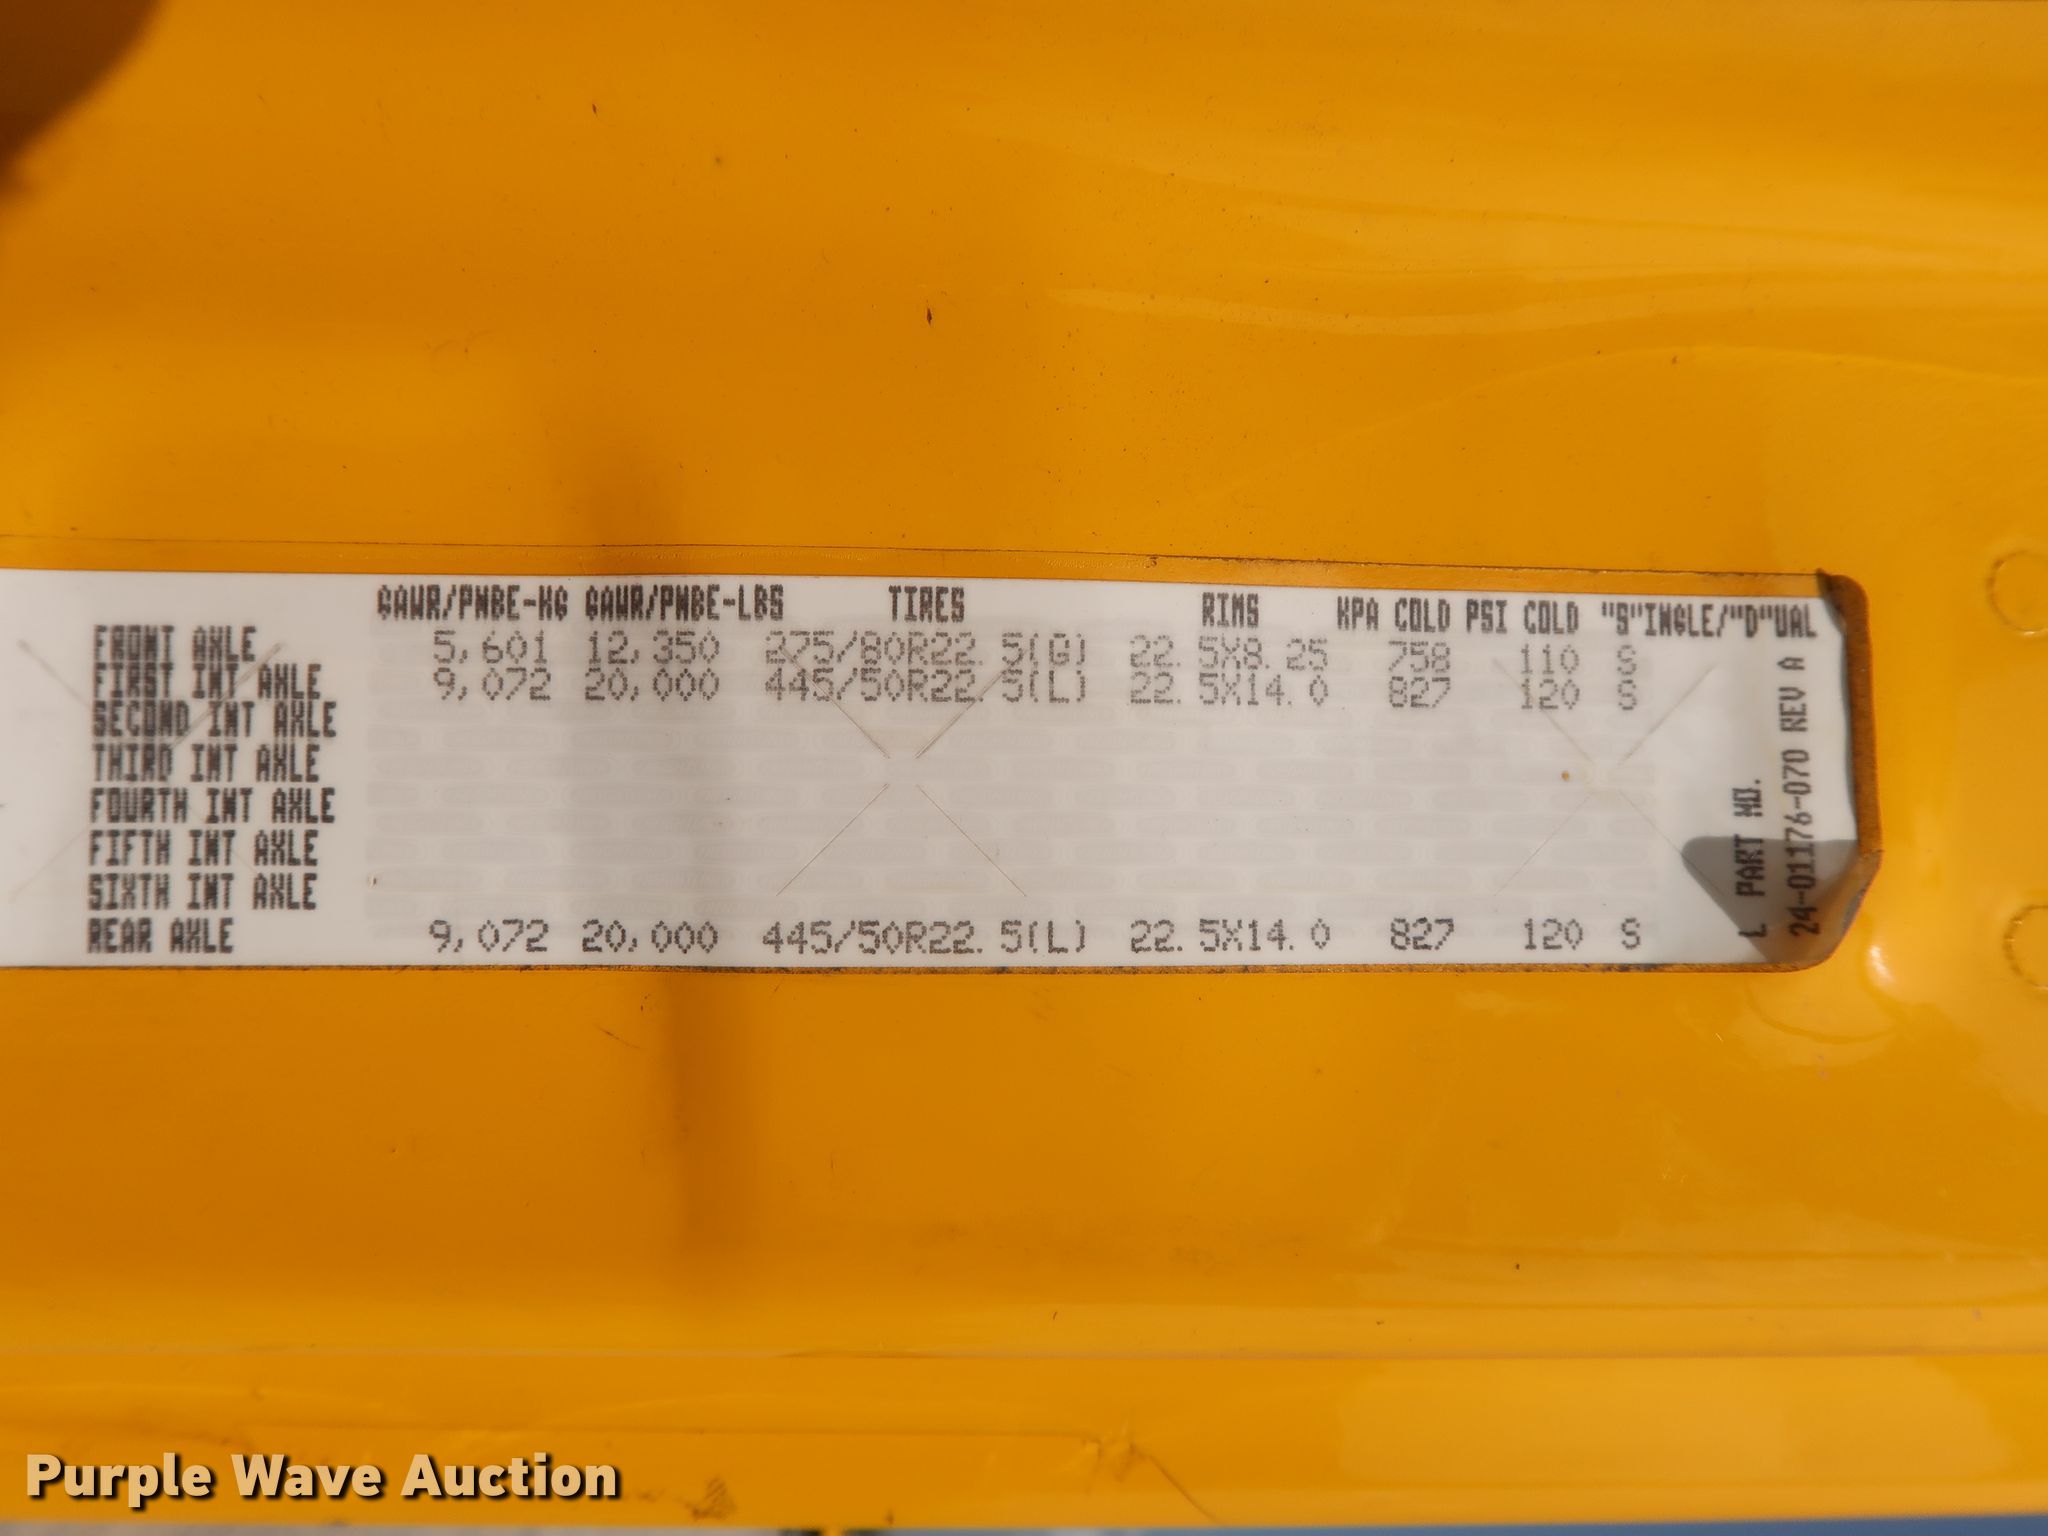 GAWR/PNBE-KG GAWR/PNBE-LBS TIRES RIMS KPA COLD PSI COLD "S"INGLE/"D"UAL
FRONT AXLE 5,601 12,350 275/80R22.5(G) 22.5X8.25 758 110 S
FIRST INT AXLE 9,072 20,000 445/50R22.5(L) 22.5X14.0 827 120 S
SECOND INT AXLE
THIRD INT AXLE
FOURTH INT AXLE
FIFTH INT AXLE
SIXTH INT AXLE
REAR AXLE 9,072 20,000 445/50R22.5(L) 22.5X14.0 827 120 S
L PART NO.
24-01176-070 REV A
Purple Wave Auction